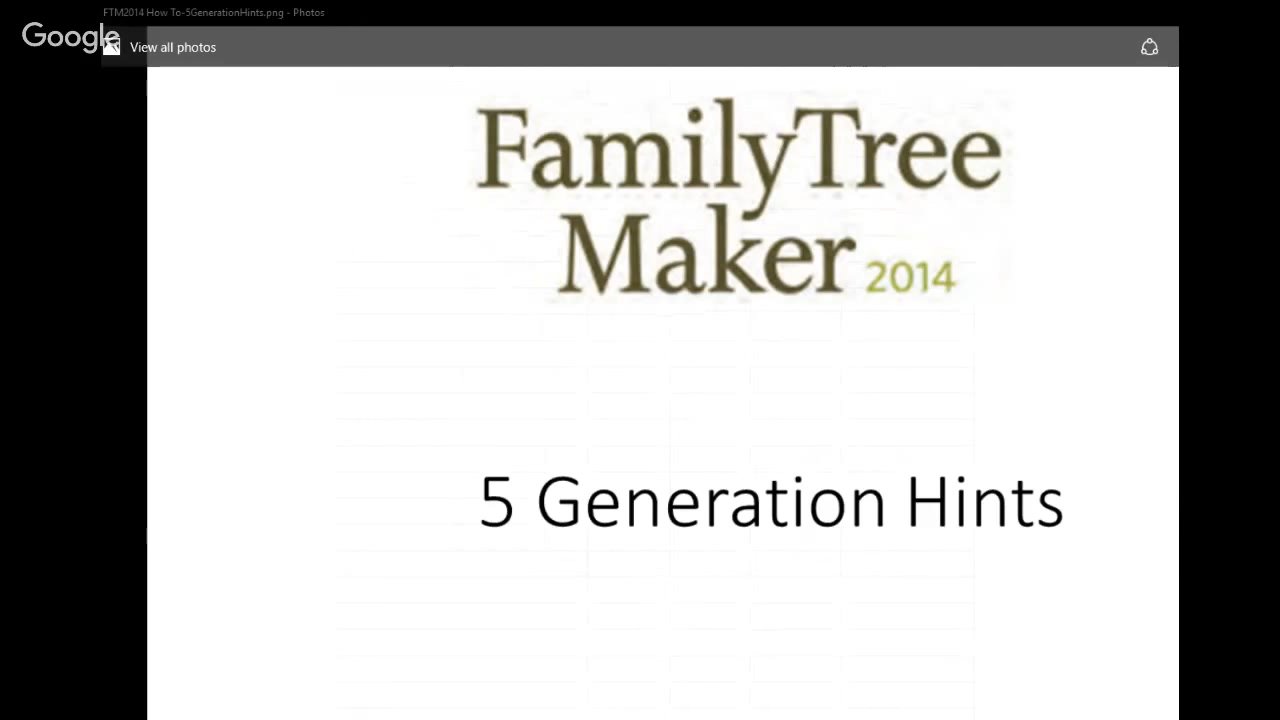 FTM2014 How To-5GenerationHints.png - Photos
Google
View all photos
FamilyTree
Maker 2014
5 Generation Hints